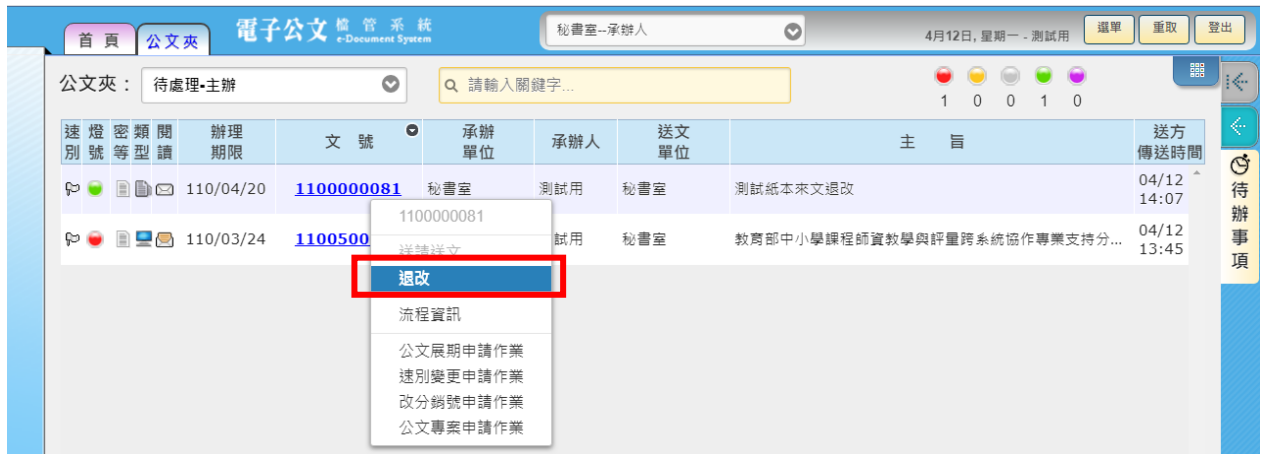 首 頁 公文夾 電子公文 檔 管 系 統 e-Document System 秘書室--承辦人 4月12日, 星期一 - 測試用 選單 重取 登出
公文夾： 待處理-主辦 請輸入關鍵字...
1 0 0 1 0
速別 燈號 密等 類型 閱讀 辦理期限 文 號 承辦單位 承辦人 送文單位 主 旨 送方傳送時間
110/04/20 1100000081 秘書室 測試用 秘書室 測試紙本來文退改 04/12 14:07
110/03/24 1100500 試用 秘書室 教育部中小學課程師資教學與評量跨系統協作專業支持分... 04/12 13:45
1100000081
送請送文
退改
流程資訊
公文展期申請作業
速別變更申請作業
改分銷號申請作業
公文專案申請作業
待辦事項